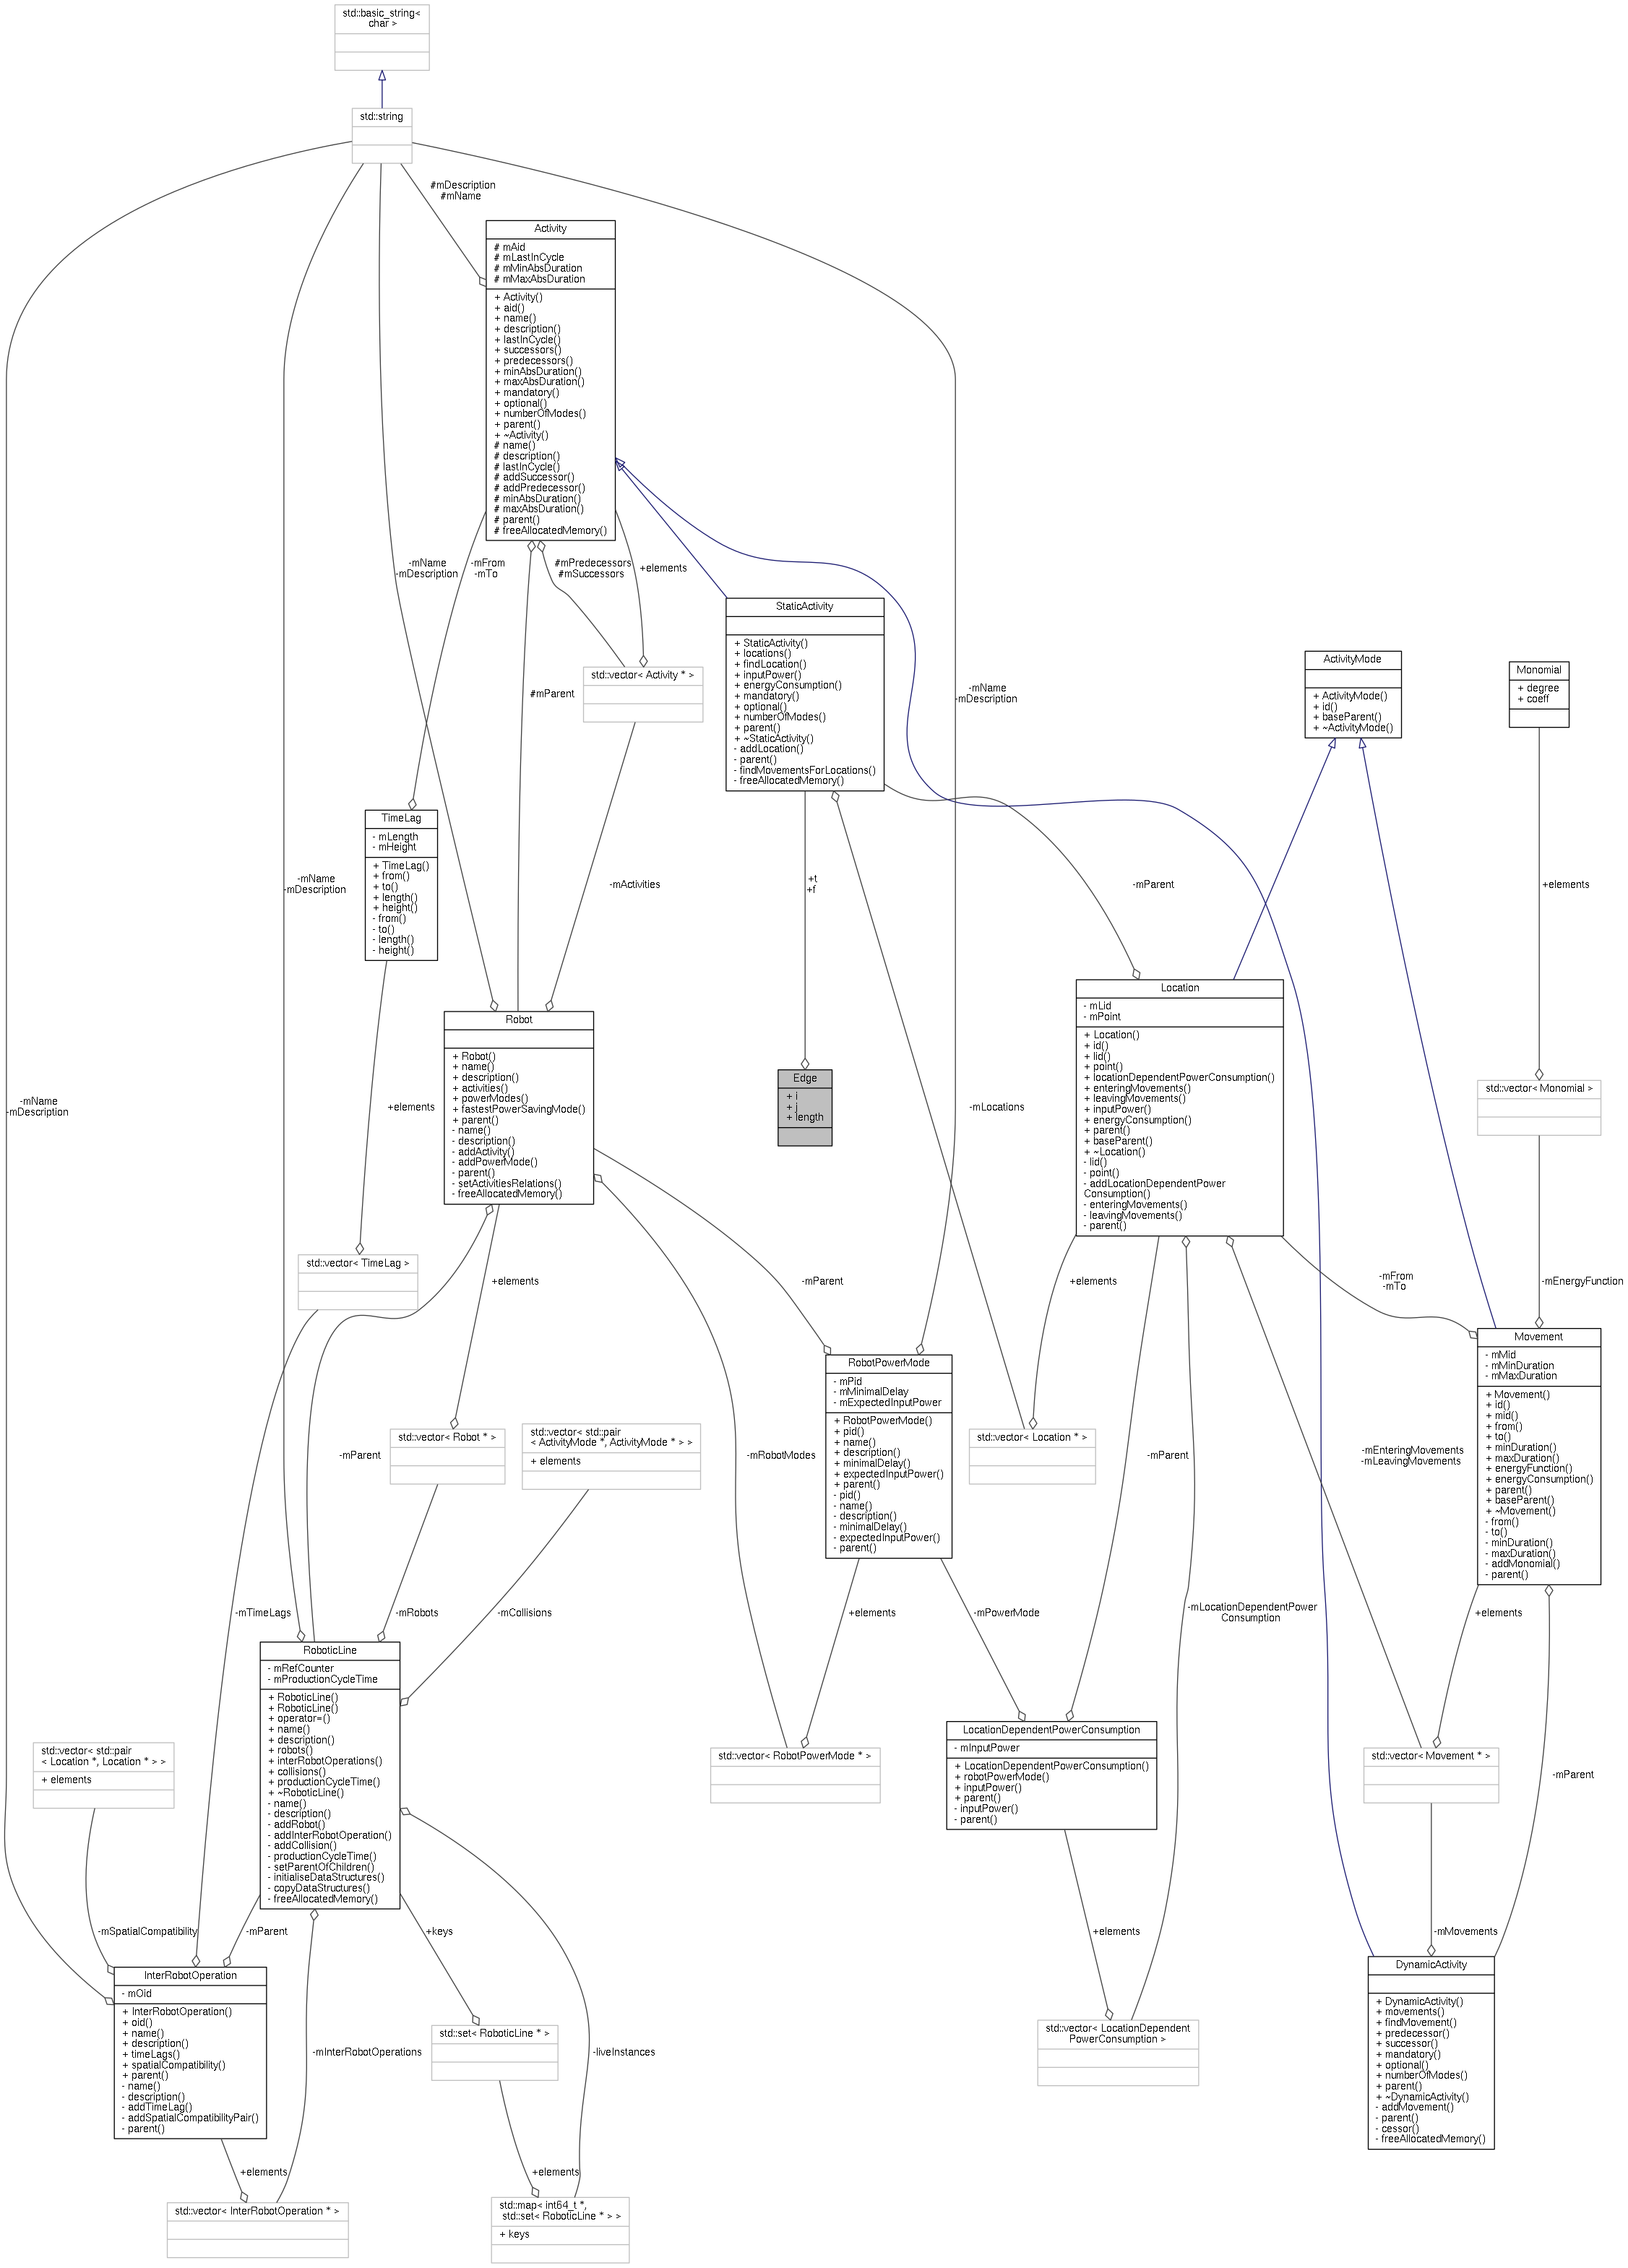 std::basic_string<
char >
std::string
#mDescription
#mName
Activity
# mAid
# mLastInCycle
# mMinAbsDuration
# mMaxAbsDuration
+ Activity()
+ aid()
+ name()
+ description()
+ lastInCycle()
+ successors()
+ predecessors()
+ minAbsDuration()
+ maxAbsDuration()
+ mandatory()
+ optional()
+ numberOfModes()
+ parent()
+ ~Activity()
# name()
# description()
# lastInCycle()
# addSuccessor()
# addPredecessor()
# minAbsDuration()
# maxAbsDuration()
# parent()
# freeAllocatedMemory()
-mName
-mDescription
-mFrom
-mTo
#mPredecessors
#mSuccessors
+elements
StaticActivity
+ StaticActivity()
+ locations()
+ findLocation()
+ inputPower()
+ energyConsumption()
+ mandatory()
+ optional()
+ numberOfModes()
+ parent()
+ ~StaticActivity()
- addLocation()
- parent()
- findMovementsForLocations()
- freeAllocatedMemory()
std::vector< Activity * >
#mParent
-mName
-mDescription
ActivityMode
+ ActivityMode()
+ id()
+ baseParent()
+ ~ActivityMode()
Monomial
+ degree
+ coeff
TimeLag
- mLength
- mHeight
+ TimeLag()
+ from()
+ to()
+ length()
+ height()
- from()
- to()
- length()
- height()
-mName
-mDescription
-mActivities
+t
+f
-mParent
+elements
Robot
+ Robot()
+ name()
+ description()
+ activities()
+ powerModes()
+ fastestPowerSavingMode()
+ parent()
- name()
- description()
- addActivity()
- addPowerMode()
- parent()
- setActivitiesRelations()
- freeAllocatedMemory()
Edge
+ i
+ j
+ length
-mLocations
Location
- mLid
- mPoint
+ Location()
+ id()
+ lid()
+ point()
+ locationDependentPowerConsumption()
+ enteringMovements()
+ leavingMovements()
+ inputPower()
+ energyConsumption()
+ parent()
+ baseParent()
+ ~Location()
- lid()
- point()
- addLocationDependentPower
Consumption()
- enteringMovements()
- leavingMovements()
- parent()
std::vector< Monomial >
-mName
-mDescription
+elements
std::vector< TimeLag >
+elements
-mParent
+elements
-mFrom
-mTo
-mEnergyFunction
RobotPowerMode
- mPid
- mMinimalDelay
- mExpectedInputPower
+ RobotPowerMode()
+ pid()
+ name()
+ description()
+ minimalDelay()
+ expectedInputPower()
+ parent()
- pid()
- name()
- description()
- minimalDelay()
- expectedInputPower()
- parent()
Movement
- mMid
- mMinDuration
- mMaxDuration
+ Movement()
+ id()
+ mid()
+ from()
+ to()
+ minDuration()
+ maxDuration()
+ energyFunction()
+ energyConsumption()
+ parent()
+ baseParent()
+ ~Movement()
- from()
- to()
- minDuration()
- maxDuration()
- addMonomial()
- parent()
-mParent
std::vector< Robot * >
std::vector< std::pair
< ActivityMode *, ActivityMode * > >
+ elements
-mRobotModes
std::vector< Location * >
-mParent
-mEnteringMovements
-mLeavingMovements
-mTimeLags
-mRobots
-mCollisions
+elements
-mPowerMode
-mLocationDependentPower
Consumption
+elements
RoboticLine
- mRefCounter
- mProductionCycleTime
+ RoboticLine()
+ RoboticLine()
+ operator=()
+ name()
+ description()
+ robots()
+ interRobotOperations()
+ collisions()
+ productionCycleTime()
+ ~RoboticLine()
- name()
- description()
- addRobot()
- addInterRobotOperation()
- addCollision()
- productionCycleTime()
- setParentOfChildren()
- initialiseDataStructures()
- copyDataStructures()
- freeAllocatedMemory()
std::vector< std::pair
< Location *, Location * > >
+ elements
std::vector< RobotPowerMode * >
LocationDependentPowerConsumption
- mInputPower
+ LocationDependentPowerConsumption()
+ robotPowerMode()
+ inputPower()
+ parent()
- inputPower()
- parent()
std::vector< Movement * >
-mParent
-mSpatialCompatibility
-mParent
+keys
+elements
-mMovements
InterRobotOperation
- mOid
+ InterRobotOperation()
+ oid()
+ name()
+ description()
+ timeLags()
+ spatialCompatibility()
+ parent()
- name()
- description()
- addTimeLag()
- addSpatialCompatibilityPair()
- parent()
-mInterRobotOperations
std::set< RoboticLine * >
-liveInstances
std::vector< LocationDependent
PowerConsumption >
DynamicActivity
+ DynamicActivity()
+ movements()
+ findMovement()
+ predecessor()
+ successor()
+ mandatory()
+ optional()
+ numberOfModes()
+ parent()
+ ~DynamicActivity()
- addMovement()
- parent()
- cessor()
- freeAllocatedMemory()
+elements
+elements
std::vector< InterRobotOperation * >
std::map< int64_t *,
std::set< RoboticLine * > >
+ keys